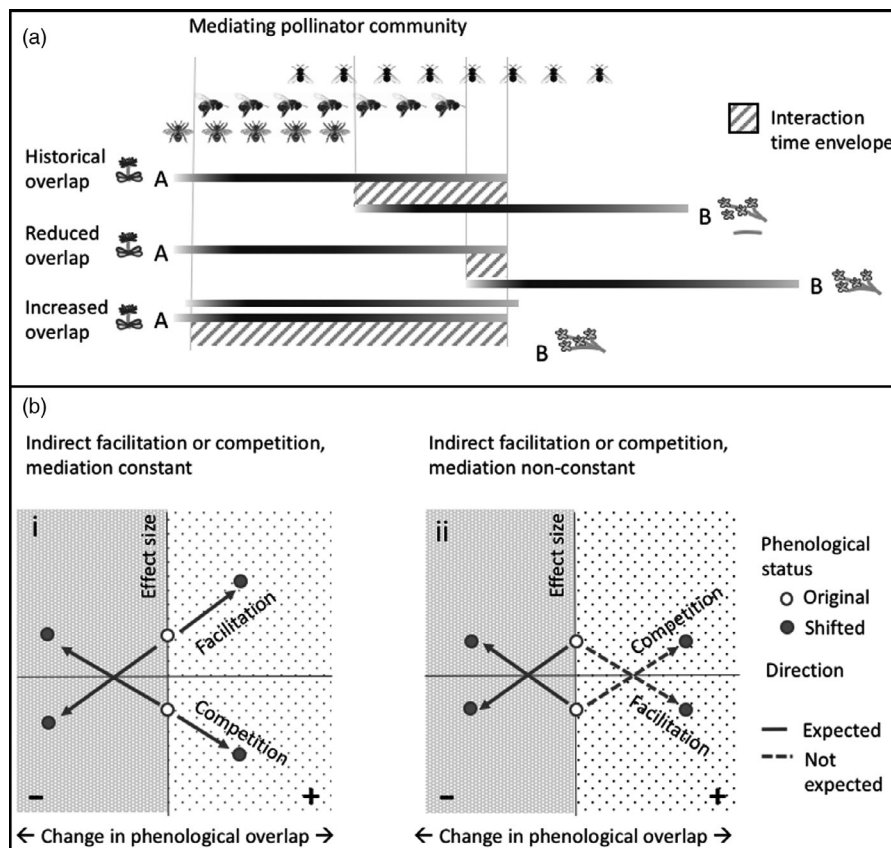 (a)
Mediating pollinator community
Interaction
time envelope
Historical
overlap
A
B
Reduced
overlap
A
B
Increased
overlap
A
B
(b)
Indirect facilitation or competition,
mediation constant
i
Effect size
Facilitation
Competition
-
+
← Change in phenological overlap →
Indirect facilitation or competition,
mediation non-constant
ii
Effect size
Competition
Facilitation
-
+
← Change in phenological overlap →
Phenological
status
Original
Shifted
Direction
Expected
Not
expected